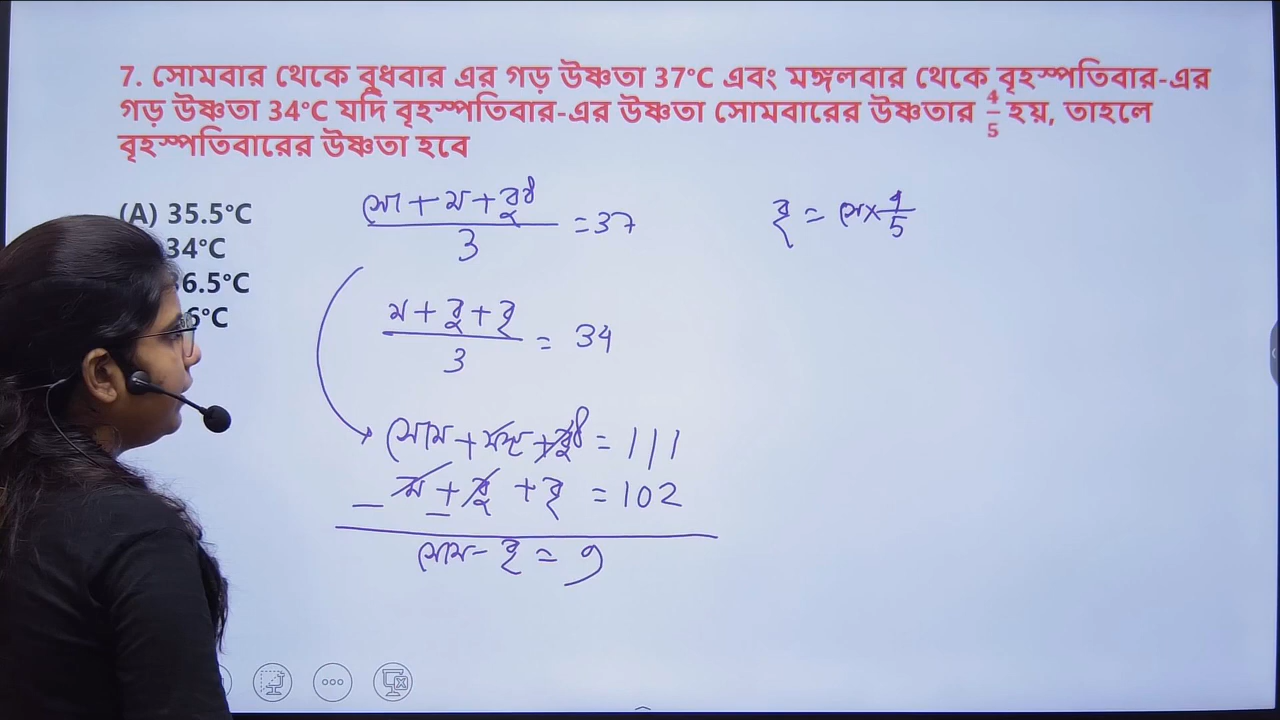 7. সোমবার থেকে বুধবার এর গড় উষ্ণতা 37°C এবং মঙ্গলবার থেকে বৃহস্পতিবার-এর
গড় উষ্ণতা 34°C যদি বৃহস্পতিবার-এর উষ্ণতা সোমবারের উষ্ণতার 4/5 হয়, তাহলে
বৃহস্পতিবারের উষ্ণতা হবে
(A) 35.5°C
34°C
6.5°C
6°C
সো + ম + বুধ / 3 = 37
ম + বু + বৃ / 3 = 34
সোম + মঙ্গ + বুধ = 111
– ম + বু + বৃ = 102
সোম - বৃ = 9
বৃ = সো × 4/5